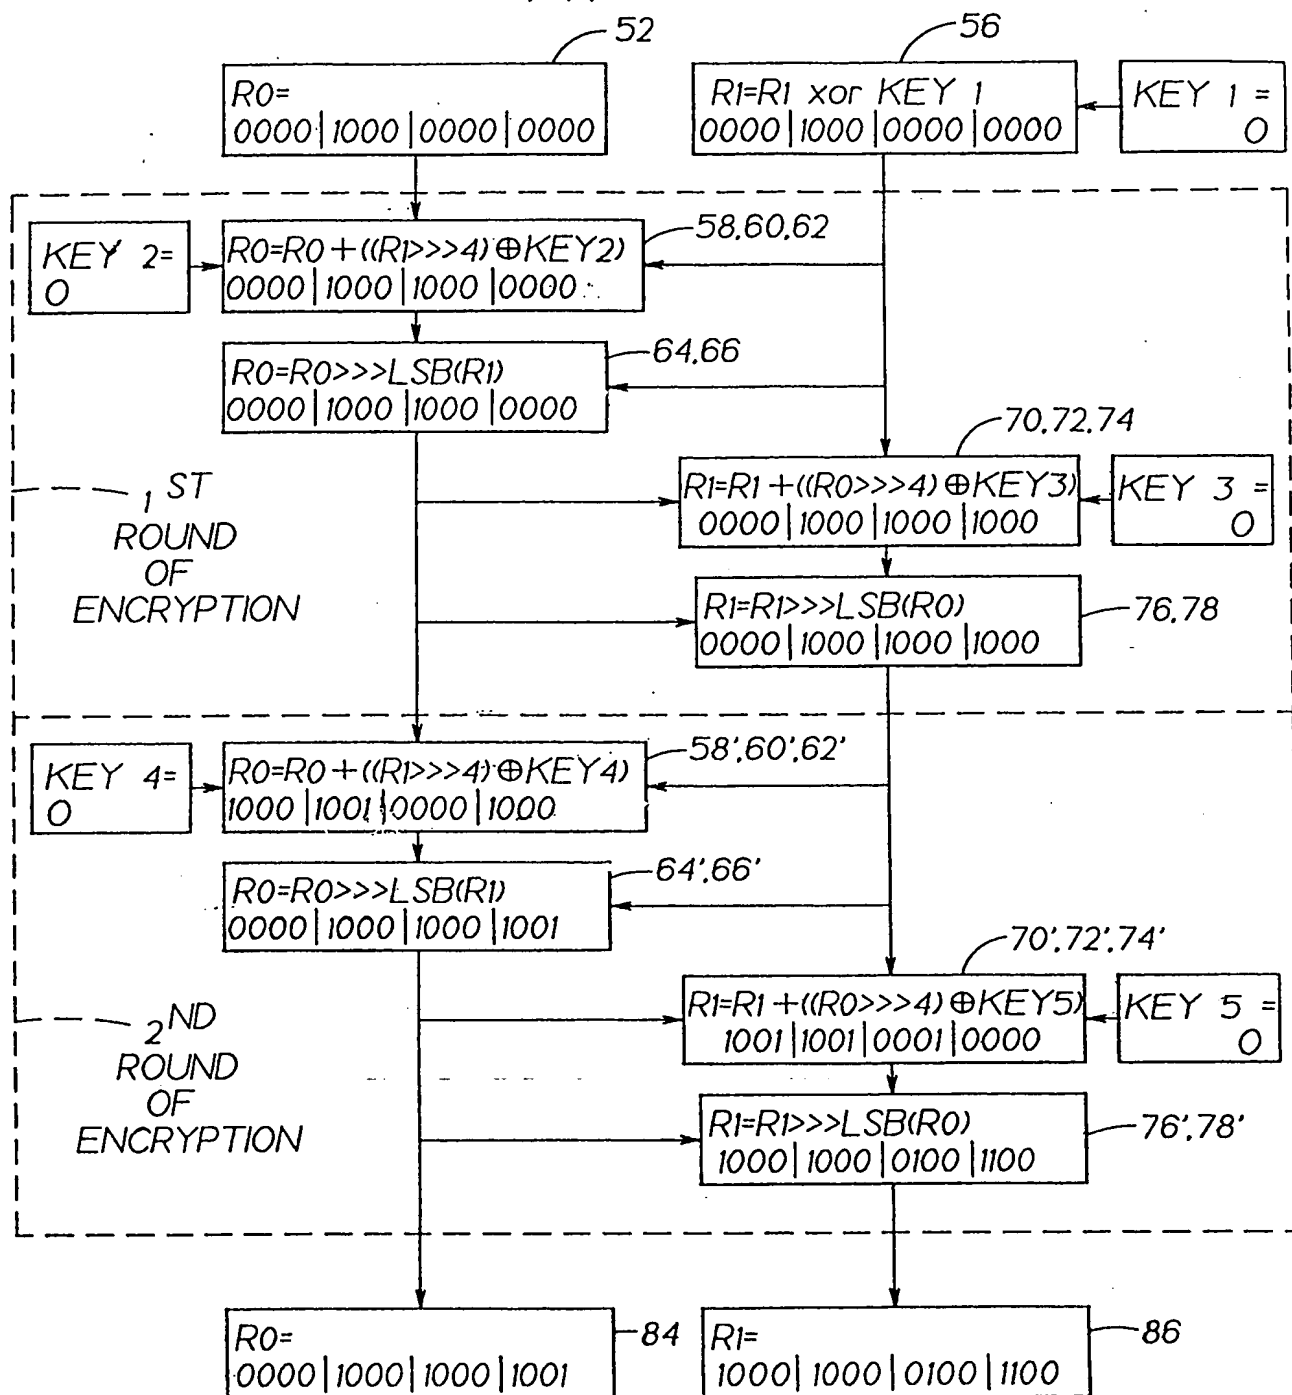 52
56
R0=
0000|1000|0000|0000
R1=R1 xor KEY 1
0000|1000|0000|0000
KEY 1 =
0
KEY 2=
0
R0=R0+((R1>>>4)⊕KEY2)
0000|1000|1000|0000
58,60,62
R0=R0>>>LSB(R1)
0000|1000|1000|0000
64,66
70,72,74
R1=R1+((R0>>>4)⊕KEY3)
0000|1000|1000|1000
KEY 3 =
0
1 ST
ROUND
OF
ENCRYPTION
R1=R1>>>LSB(R0)
0000|1000|1000|1000
76,78
KEY 4=
0
R0=R0+((R1>>>4)⊕KEY4)
1000|1001|0000|1000
58',60',62'
R0=R0>>>LSB(R1)
0000|1000|1000|1001
64',66'
70',72',74'
R1=R1+((R0>>>4)⊕KEY5)
1001|1001|0001|0000
KEY 5 =
0
2 ND
ROUND
OF
ENCRYPTION
R1=R1>>>LSB(R0)
1000|1000|0100|1100
76',78'
R0=
0000|1000|1000|1001
84
R1=
1000|1000|0100|1100
86